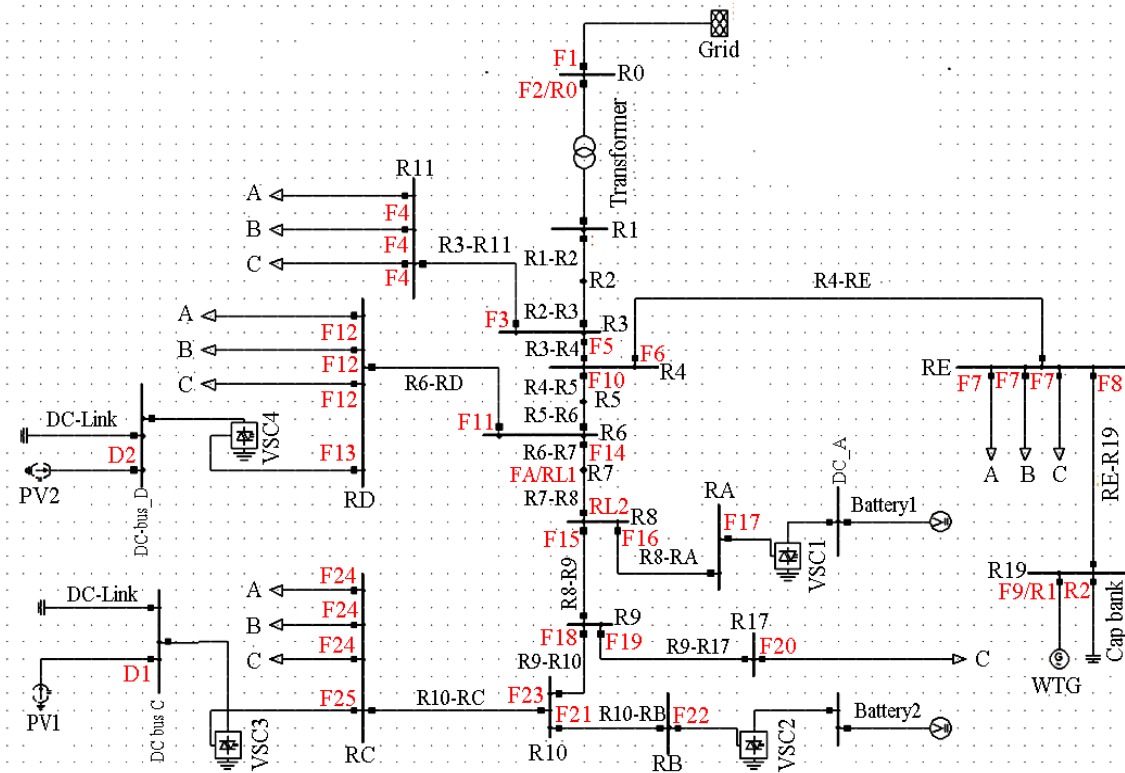 Grid
F1
R0
F2/R0
Transformer
R11
A
F4
B
R1
F4
R3-R11
R1-R2
C
F4
R2
R4-RE
R2-R3
A
F3
R3
F12
F5
R3-R4
F6
B
R4
RE
F12
F10
F7
F7
F7
F8
C
R6-RD
R4-R5
F12
R5
DC-Link
F11
R5-R6
VSC4
R6
D2
F13
R6-R7
F14
PV2
FA/RL1
R7
A
B
C
RE-R19
RD
DC-bus_D
R7-R8
RL2
RA
DC_A
Battery1
R8
F17
F15
F16
R8-RA
VSC1
A
F24
R19
DC-Link
R8-R9
F9/R1
R2
B
F24
R9
R17
Cap bank
C
F24
F18
F19
R9-R17
F20
C
D1
R9-R10
WTG
PV1
F25
R10-RC
F23
F21
R10-RB
F22
Battery2
DC bus C
VSC3
RC
R10
RB
VSC2